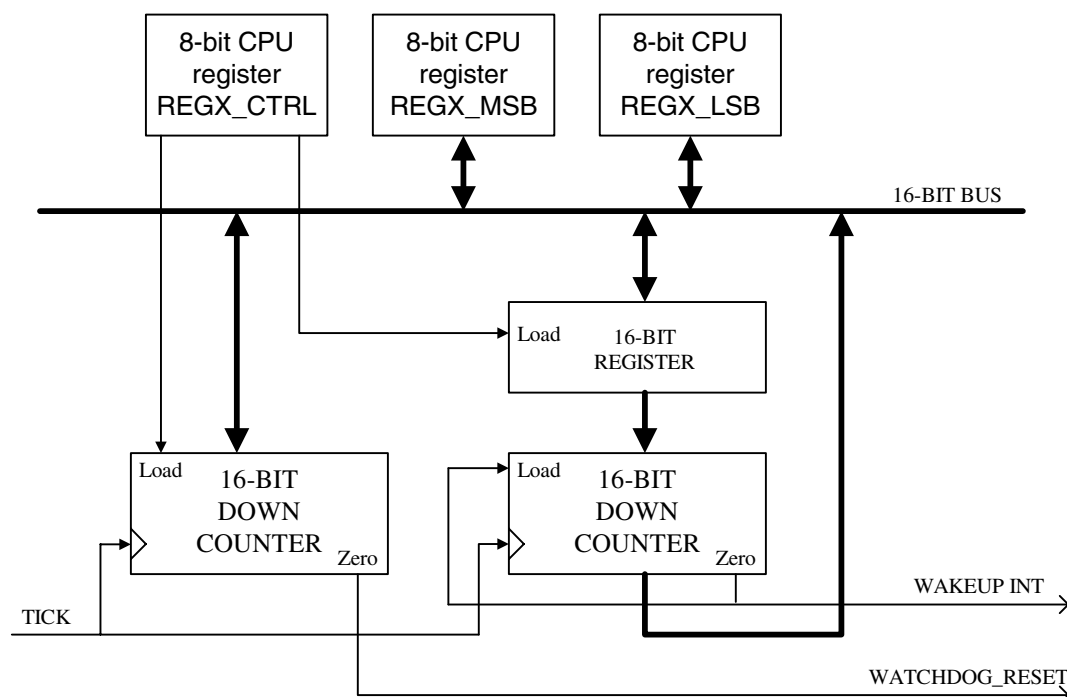 8-bit CPU
register
REGX_CTRL
8-bit CPU
register
REGX_MSB
8-bit CPU
register
REGX_LSB
16-BIT BUS
Load
16-BIT
REGISTER
Load
16-BIT
DOWN
COUNTER
Zero
Load
16-BIT
DOWN
COUNTER
Zero
WAKEUP INT
TICK
WATCHDOG_RESET